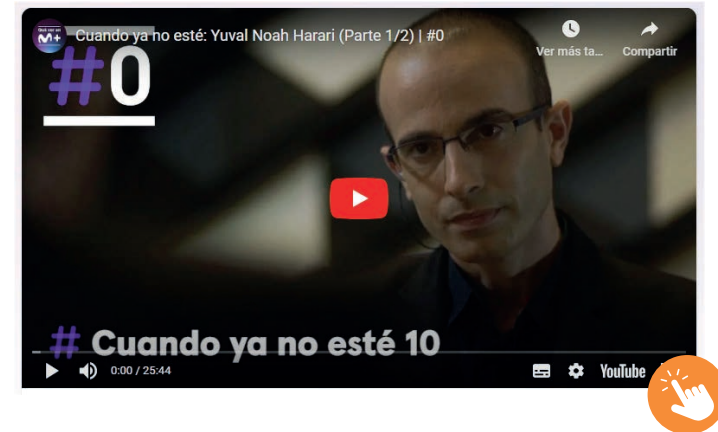 M+
Cuando ya no esté: Yuval Noah Harari (Parte 1/2) | #0
Ver más ta...
Compartir
#0
# Cuando ya no esté 10
0:00 / 25:44
YouTube